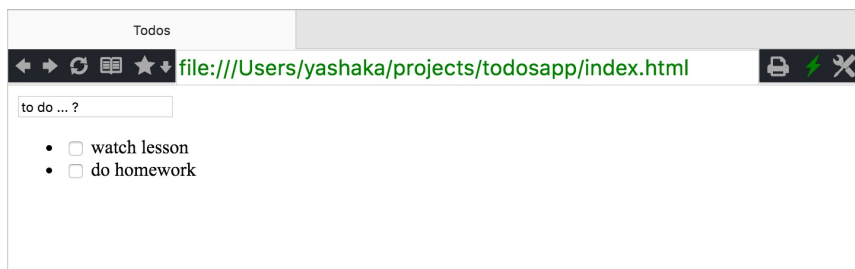 Todos
file:///Users/yashaka/projects/todosapp/index.html
to do ... ?
watch lesson
do homework